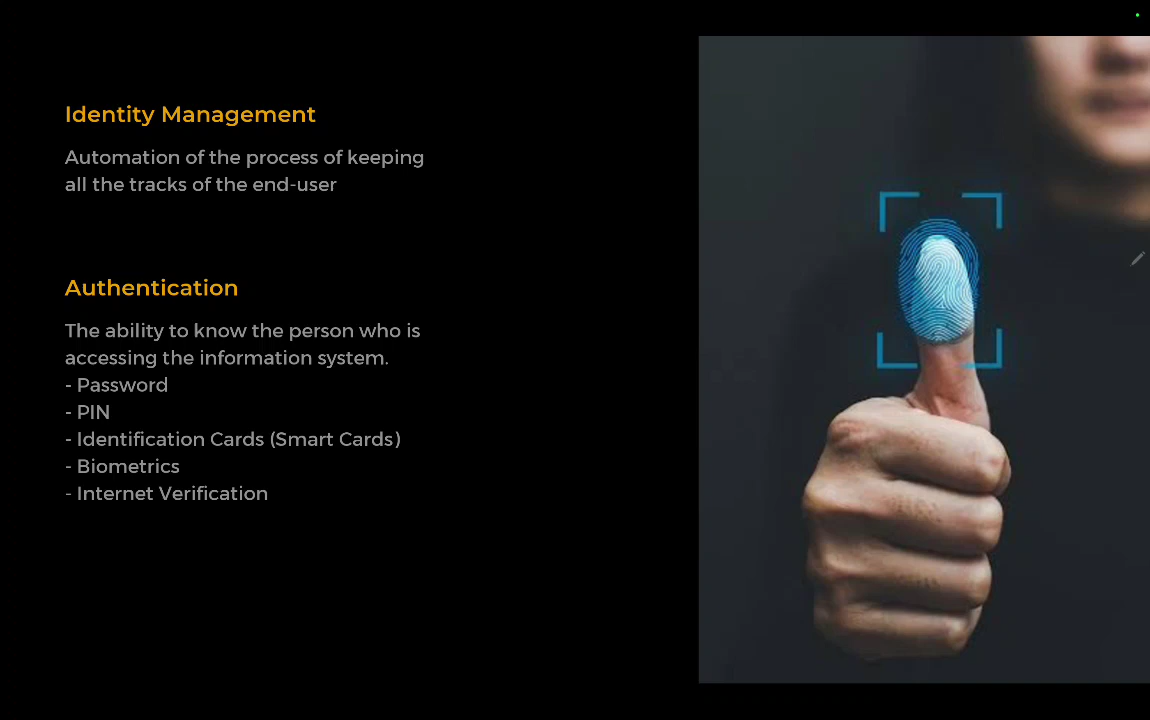 Identity Management
Automation of the process of keeping
all the tracks of the end-user
Authentication
The ability to know the person who is
accessing the information system.
- Password
- PIN
- Identification Cards (Smart Cards)
- Biometrics
- Internet Verification